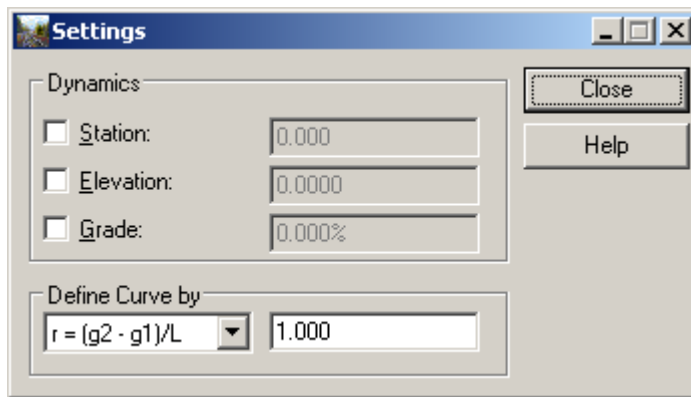 Settings
Dynamics
Station: 0.000
Elevation: 0.0000
Grade: 0.000%
Define Curve by
r = (g2 - g1)/L 1.000
Close
Help